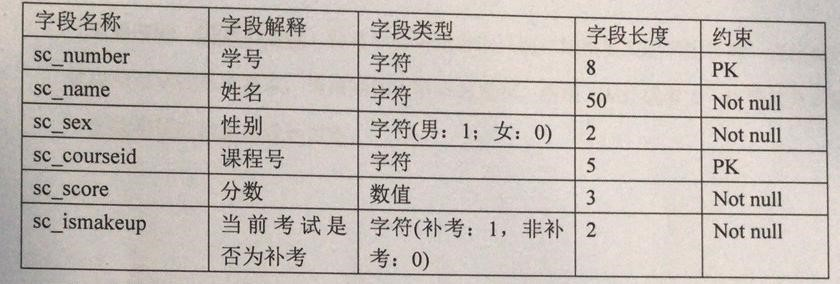 字段名称 字段解释 字段类型 字段长度 约束
sc_number 学号 字符 8 PK
sc_name 姓名 字符 50 Not null
sc_sex 性别 字符(男：1；女：0) 2 Not null
sc_courseid 课程号 字符 5 PK
sc_score 分数 数值 3 Not null
sc_ismakeup 当前考试是 字符(补考：1，非补 2 Not null
否为补考 考：0)